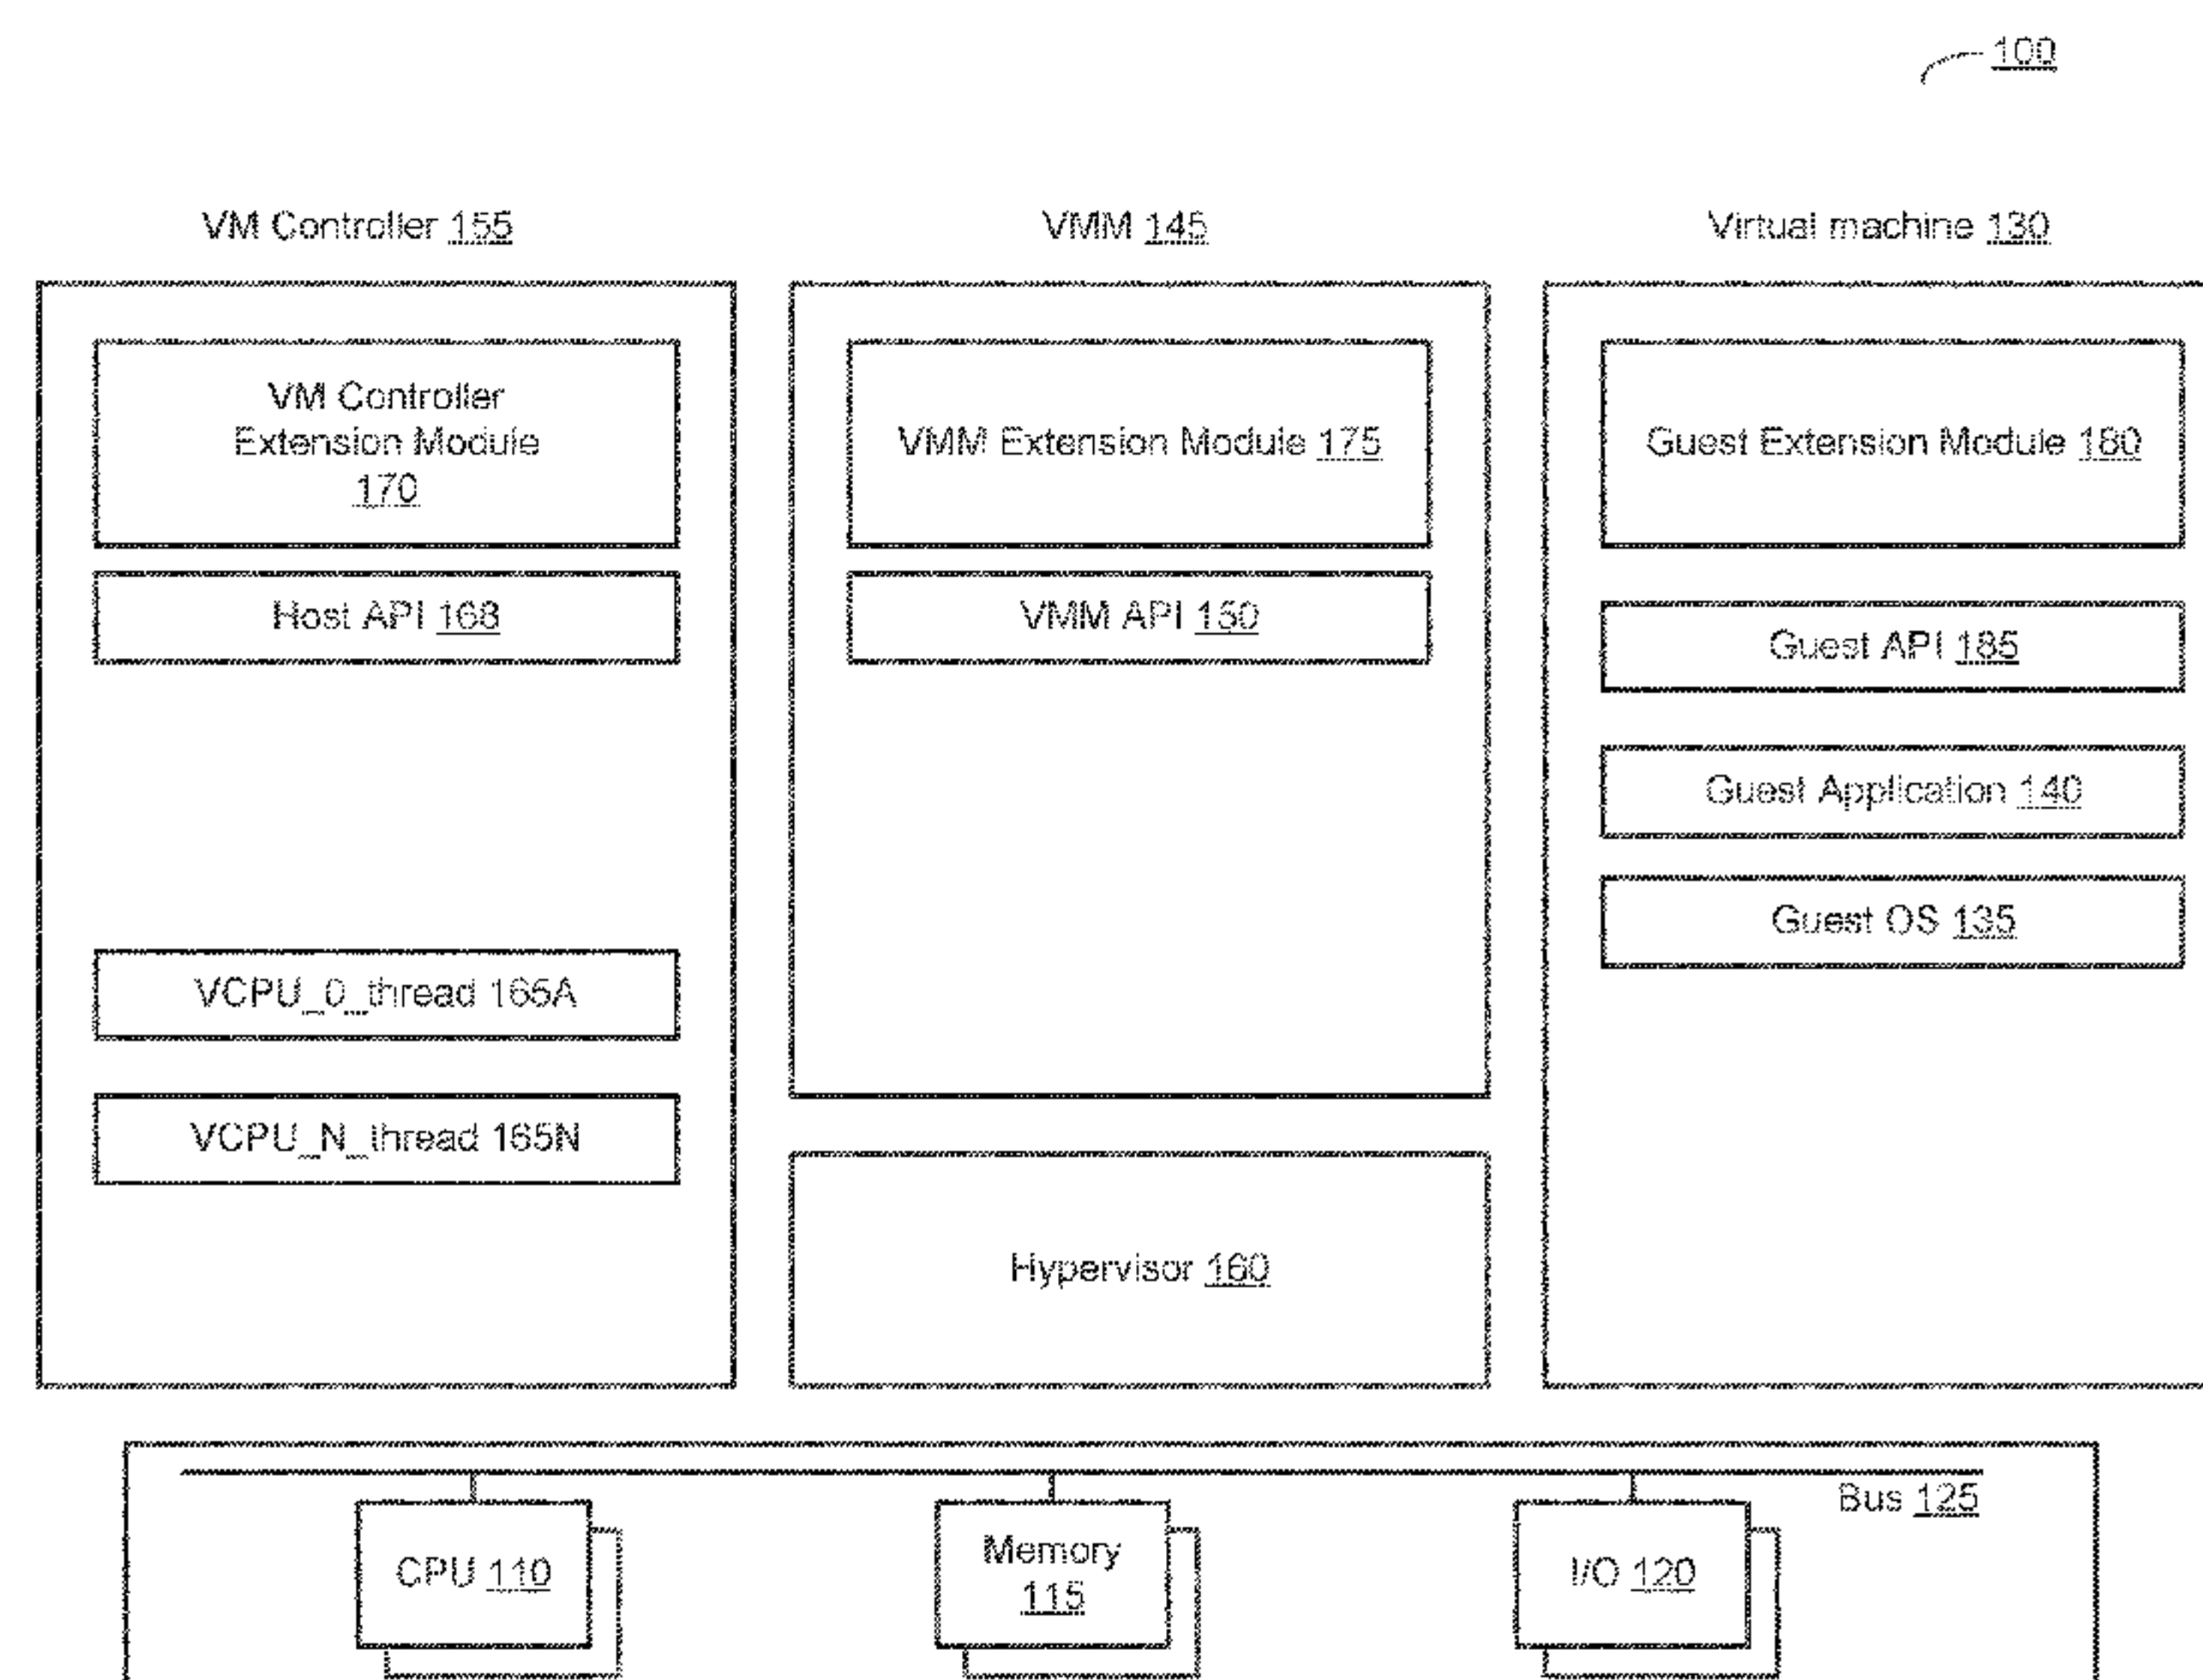 100
VM Controller 155
VMM 145
Virtual machine 130
VM Controller
Extension Module
170
VMM Extension Module 175
Guest Extension Module 180
Host API 168
VMM API 150
Guest API 185
Guest Application 140
Guest OS 135
VCPU_0_thread 165A
VCPU_N_thread 165N
Hypervisor 160
Bus 125
CPU 110
Memory
115
I/O 120